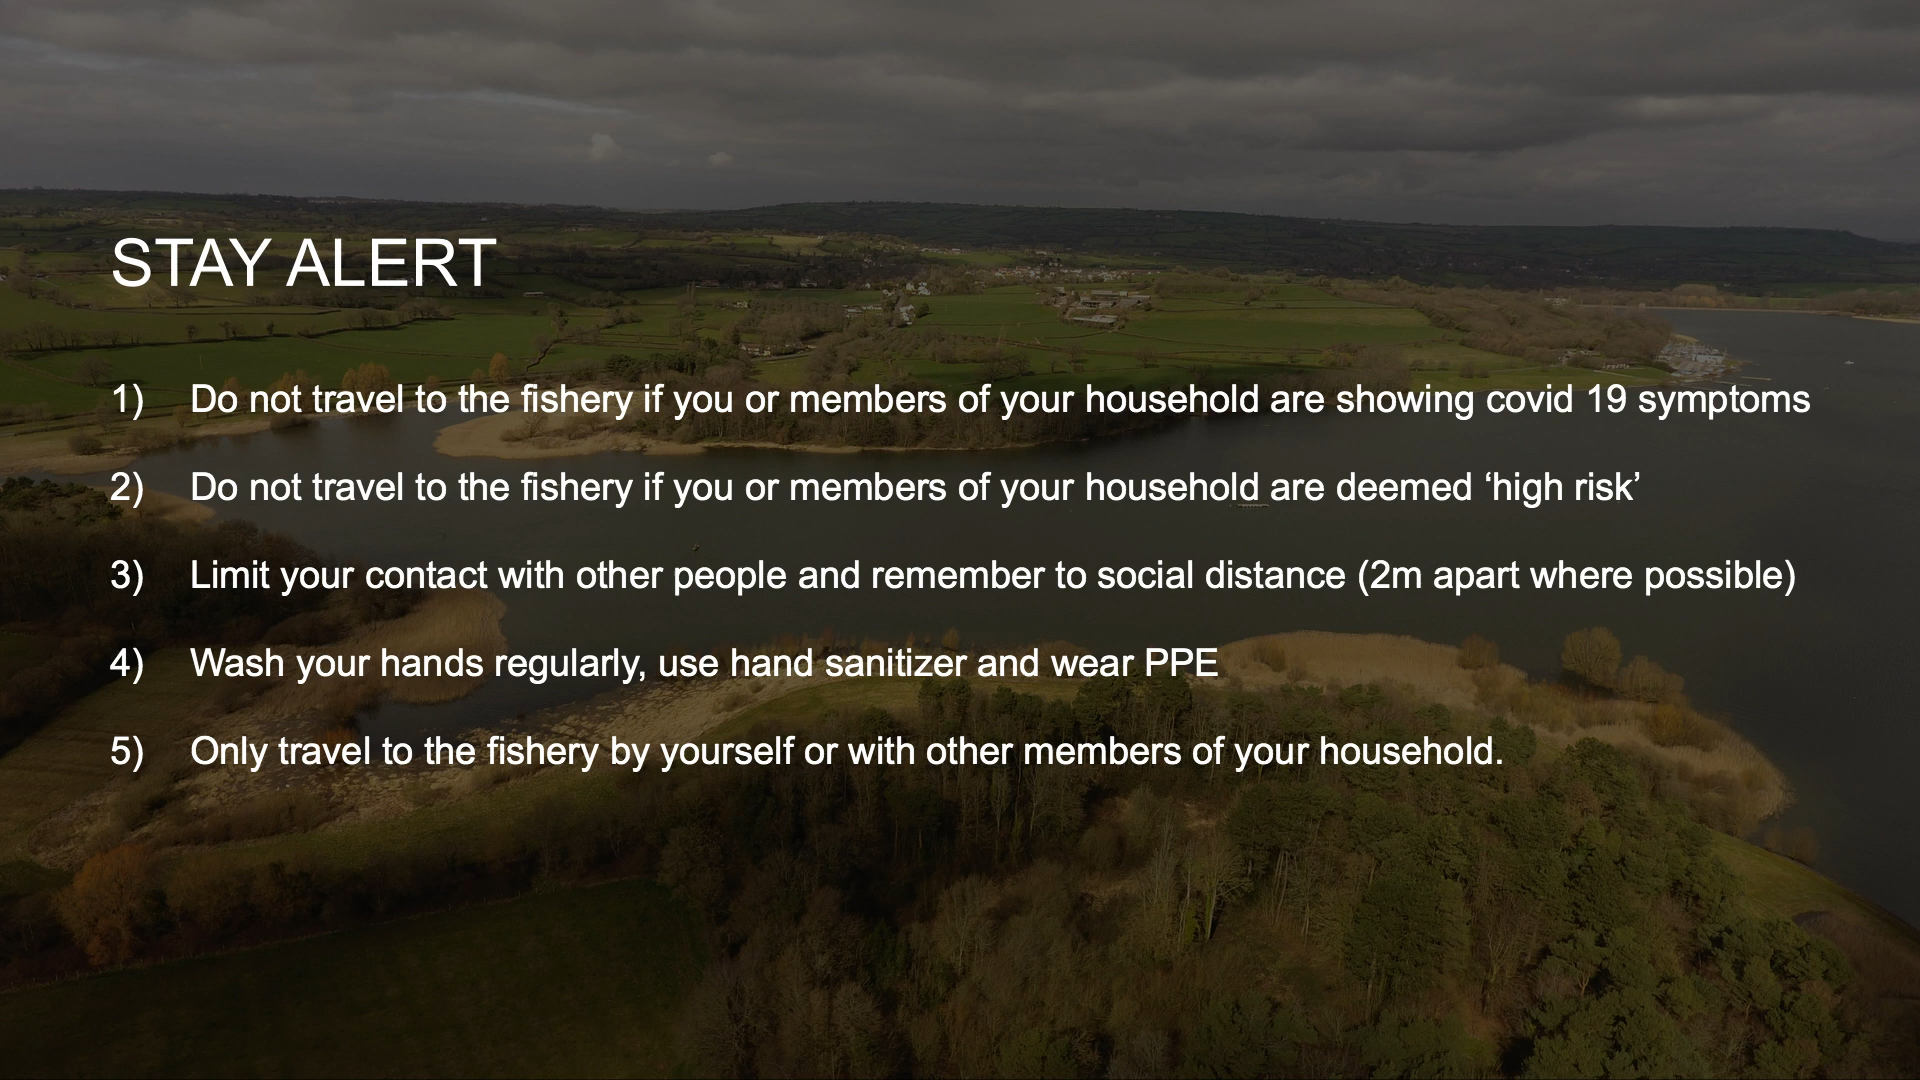 STAY ALERT
1) Do not travel to the fishery if you or members of your household are showing covid 19 symptoms
2) Do not travel to the fishery if you or members of your household are deemed ‘high risk’
3) Limit your contact with other people and remember to social distance (2m apart where possible)
4) Wash your hands regularly, use hand sanitizer and wear PPE
5) Only travel to the fishery by yourself or with other members of your household.